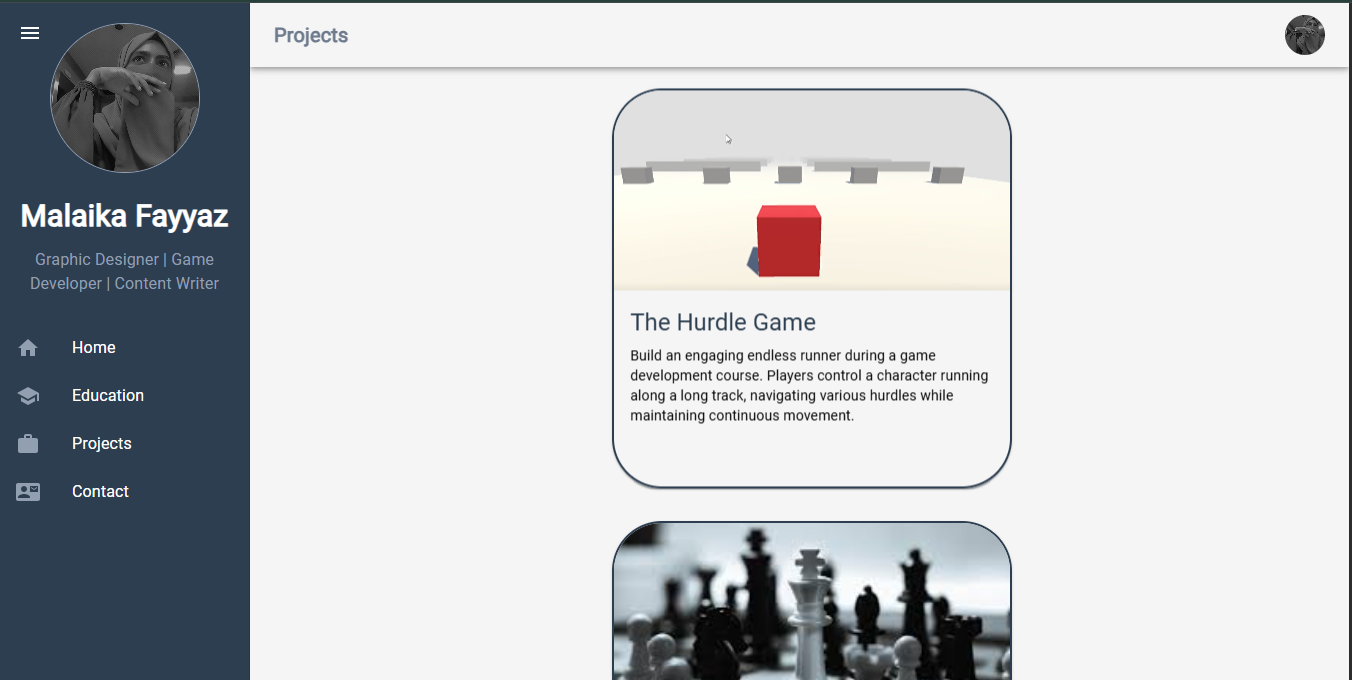 Projects
Malaika Fayyaz
Graphic Designer | Game
Developer | Content Writer
Home
Education
Projects
Contact
The Hurdle Game
Build an engaging endless runner during a game
development course. Players control a character running
along a long track, navigating various hurdles while
maintaining continuous movement.